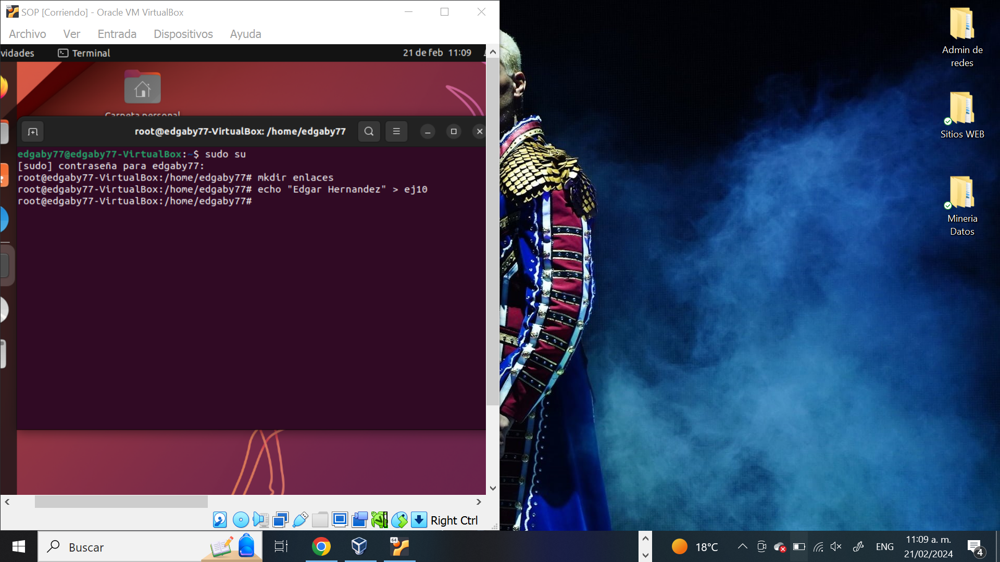 SOP [Corriendo] - Oracle VM VirtualBox
Archivo Ver Entrada Dispositivos Ayuda
vidades Terminal 21 de feb 11:09
Carpeta personal
root@edgaby77-VirtualBox: /home/edgaby77
edgaby77@edgaby77-VirtualBox:~$ sudo su
[sudo] contraseña para edgaby77:
root@edgaby77-VirtualBox:/home/edgaby77# mkdir enlaces
root@edgaby77-VirtualBox:/home/edgaby77# echo "Edgar Hernandez" > ej10
root@edgaby77-VirtualBox:/home/edgaby77#
Right Ctrl
Admin de
redes
Sitios WEB
Mineria
Datos
Buscar
64
18°C
ENG
11:09 a. m.
21/02/2024
4